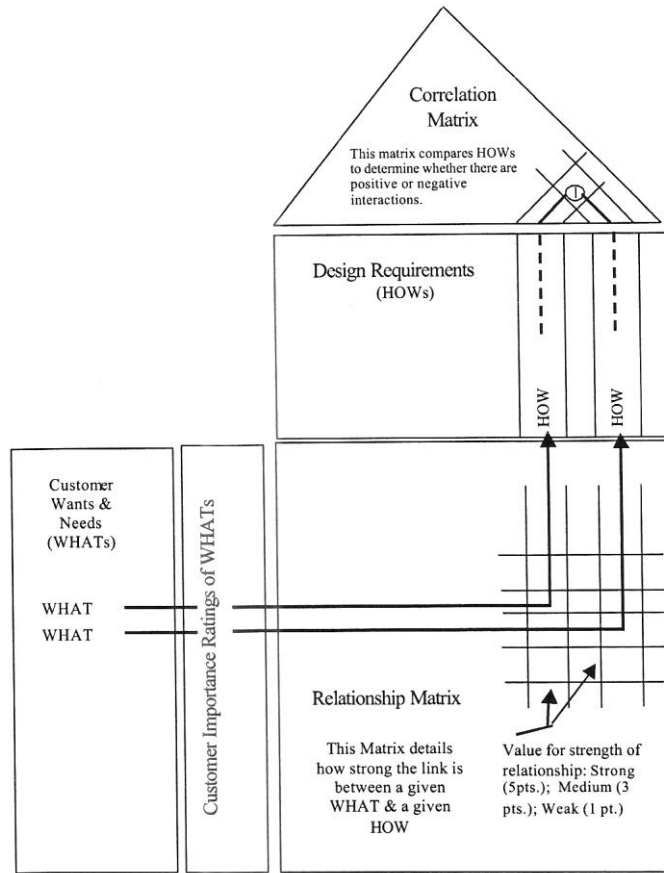 Correlation
Matrix
This matrix compares HOWs
to determine whether there are
positive or negative
interactions.
Design Requirements
(HOWs)
HOW
HOW
Customer
Wants &
Needs
(WHATs)
WHAT
WHAT
Customer Importance Ratings of WHATs
Relationship Matrix
This Matrix details
how strong the link is
between a given
WHAT & a given
HOW
Value for strength of
relationship: Strong
(5pts.); Medium (3
pts.); Weak (1 pt.)